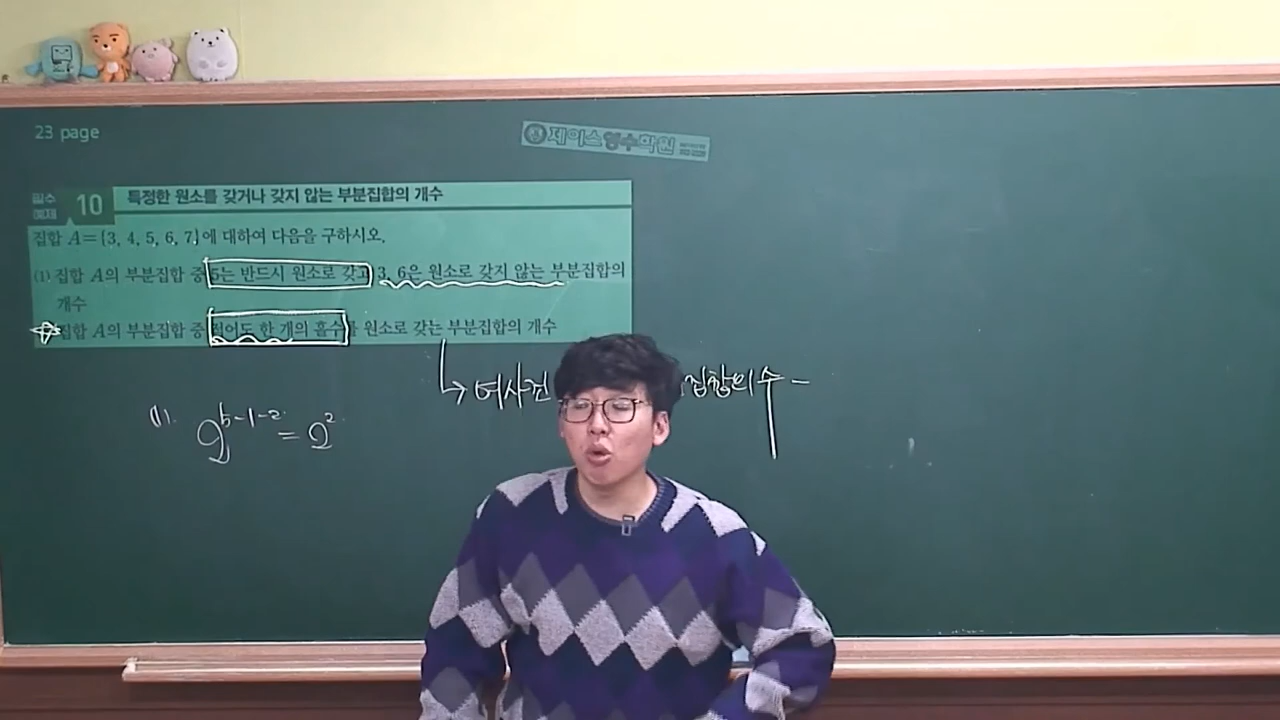 23 page
제이스영수학원
필수 예제 10 특정한 원소를 갖거나 갖지 않는 부분집합의 개수
집합 A={3, 4, 5, 6, 7}에 대하여 다음을 구하시오.
(1) 집합 A의 부분집합 중 5는 반드시 원소로 갖고 3, 6은 원소로 갖지 않는 부분집합의
개수
집합 A의 부분집합 중 적어도 한 개의 홀수를 원소로 갖는 부분집합의 개수
↳ 여사건 집합의 수 -
(1). 2^{5-1-2} = 2^2